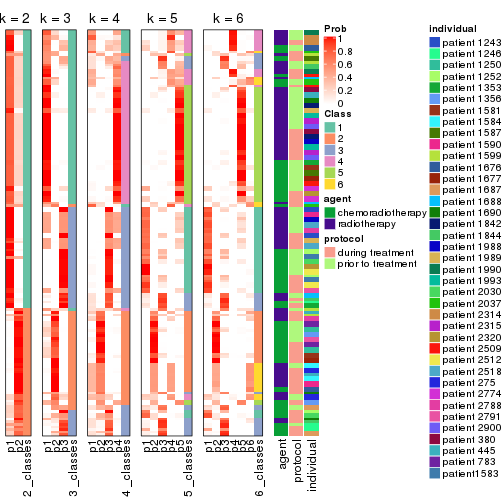 k = 2 k = 3 k = 4 k = 5 k = 6
Prob
1
0.8
0.6
0.4
0.2
0
Class
1
2
3
4
5
6
agent
chemoradiotherapy
radiotherapy
protocol
during treatment
prior to treatment
individual
patient 1243
patient 1246
patient 1250
patient 1252
patient 1353
patient 1356
patient 1581
patient 1584
patient 1587
patient 1590
patient 1599
patient 1676
patient 1677
patient 1687
patient 1688
patient 1690
patient 1842
patient 1844
patient 1988
patient 1989
patient 1990
patient 1993
patient 2030
patient 2037
patient 2314
patient 2315
patient 2320
patient 2509
patient 2512
patient 2518
patient 275
patient 2774
patient 2788
patient 2791
patient 2900
patient 380
patient 445
patient 783
patient1583
p1 p2 2_classes
p1 p2 p3 3_classes
p1 p2 p3 p4 4_classes
p1 p2 p3 p4 p5 5_classes
p1 p2 p3 p4 p5 p6 6_classes
agent protocol individual